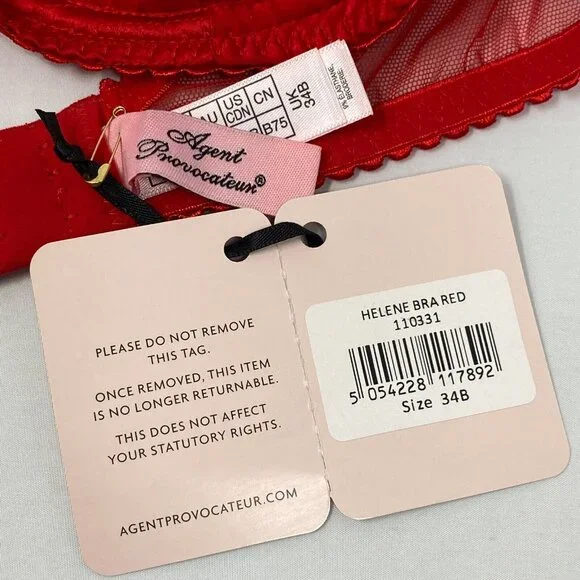 AU
US
CDN
CN
UK
B75
34B
% ELASTHANE,
BRODERIE:
Agent
Provocateur®
PLEASE DO NOT REMOVE
THIS TAG.
ONCE REMOVED, THIS ITEM
IS NO LONGER RETURNABLE.
THIS DOES NOT AFFECT
YOUR STATUTORY RIGHTS.
AGENTPROVOCATEUR.COM
HELENE BRA RED
110331
5 054228 117892
Size 34B